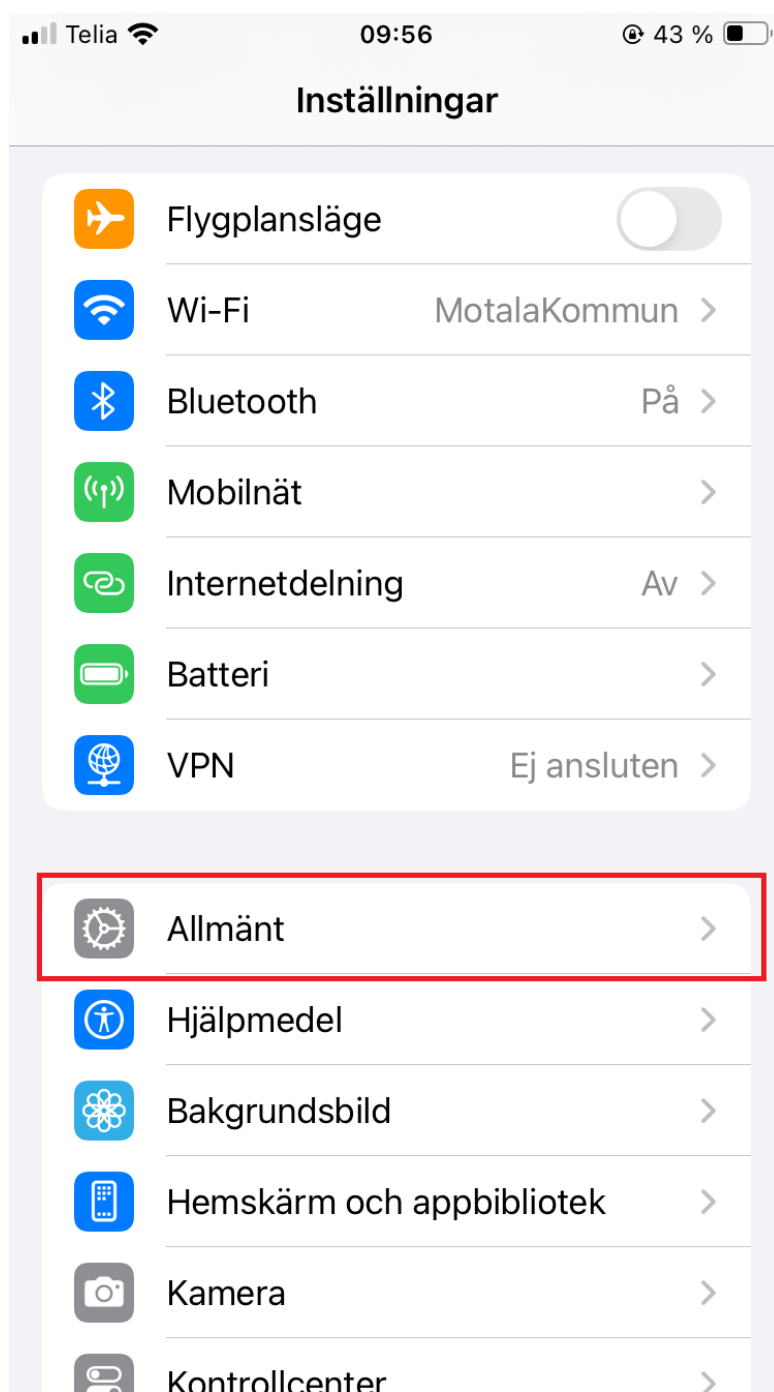 Telia 09:56 43 %
Inställningar
Flygplansläge
Wi-Fi MotalaKommun
Bluetooth På
Mobilnät
Internetdelning Av
Batteri
VPN Ej ansluten
Allmänt
Hjälpmedel
Bakgrundsbild
Hemskärm och appbibliotek
Kamera
Kontrollcenter